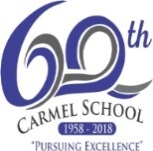 60th
CARMEL SCHOOL
1958 - 2018
"PURSUING EXCELLENCE"